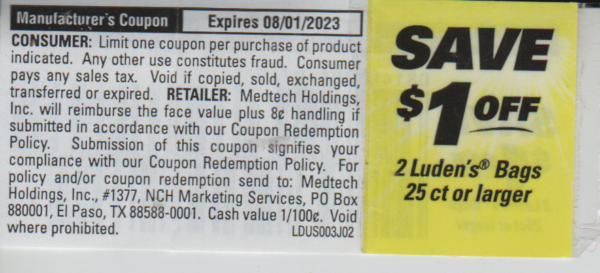 Manufacturer's Coupon Expires 08/01/2023
CONSUMER: Limit one coupon per purchase of product
indicated. Any other use constitutes fraud. Consumer
pays any sales tax. Void if copied, sold, exchanged,
transferred or expired. RETAILER: Medtech Holdings,
Inc. will reimburse the face value plus 8¢ handling if
submitted in accordance with our Coupon Redemption
Policy. Submission of this coupon signifies your
compliance with our Coupon Redemption Policy. For
policy and/or coupon redemption send to: Medtech
Holdings, Inc., #1377, NCH Marketing Services, PO Box
880001, El Paso, TX 88588-0001. Cash value 1/100¢. Void
where prohibited. LDUS003J02
SAVE
$1 OFF
2 Luden's® Bags
25 ct or larger